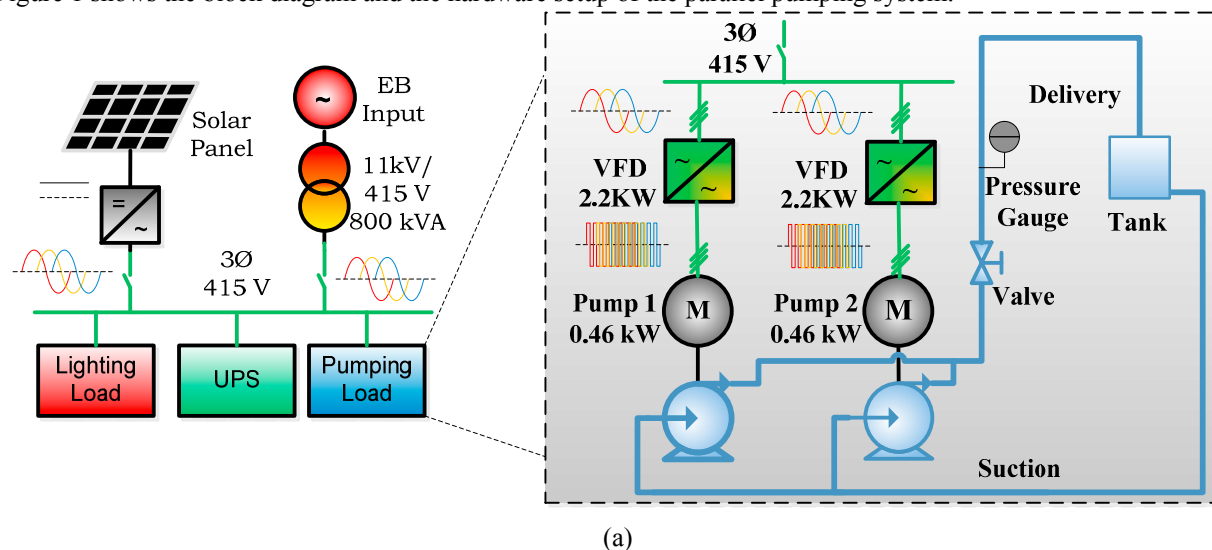 Figure 1 shows the block diagram and the hardware setup of the parallel pumping system.
Solar
Panel
EB
Input
~
11kV/
415 V
800 kVA
=
~
3Ø
415 V
Lighting
Load
UPS
Pumping
Load
3Ø
415 V
VFD
2.2KW
~
~
VFD
2.2KW
~
~
Pump 1
0.46 kW
M
Pump 2
0.46 kW
M
Delivery
Pressure
Gauge
Tank
Valve
Suction
(a)